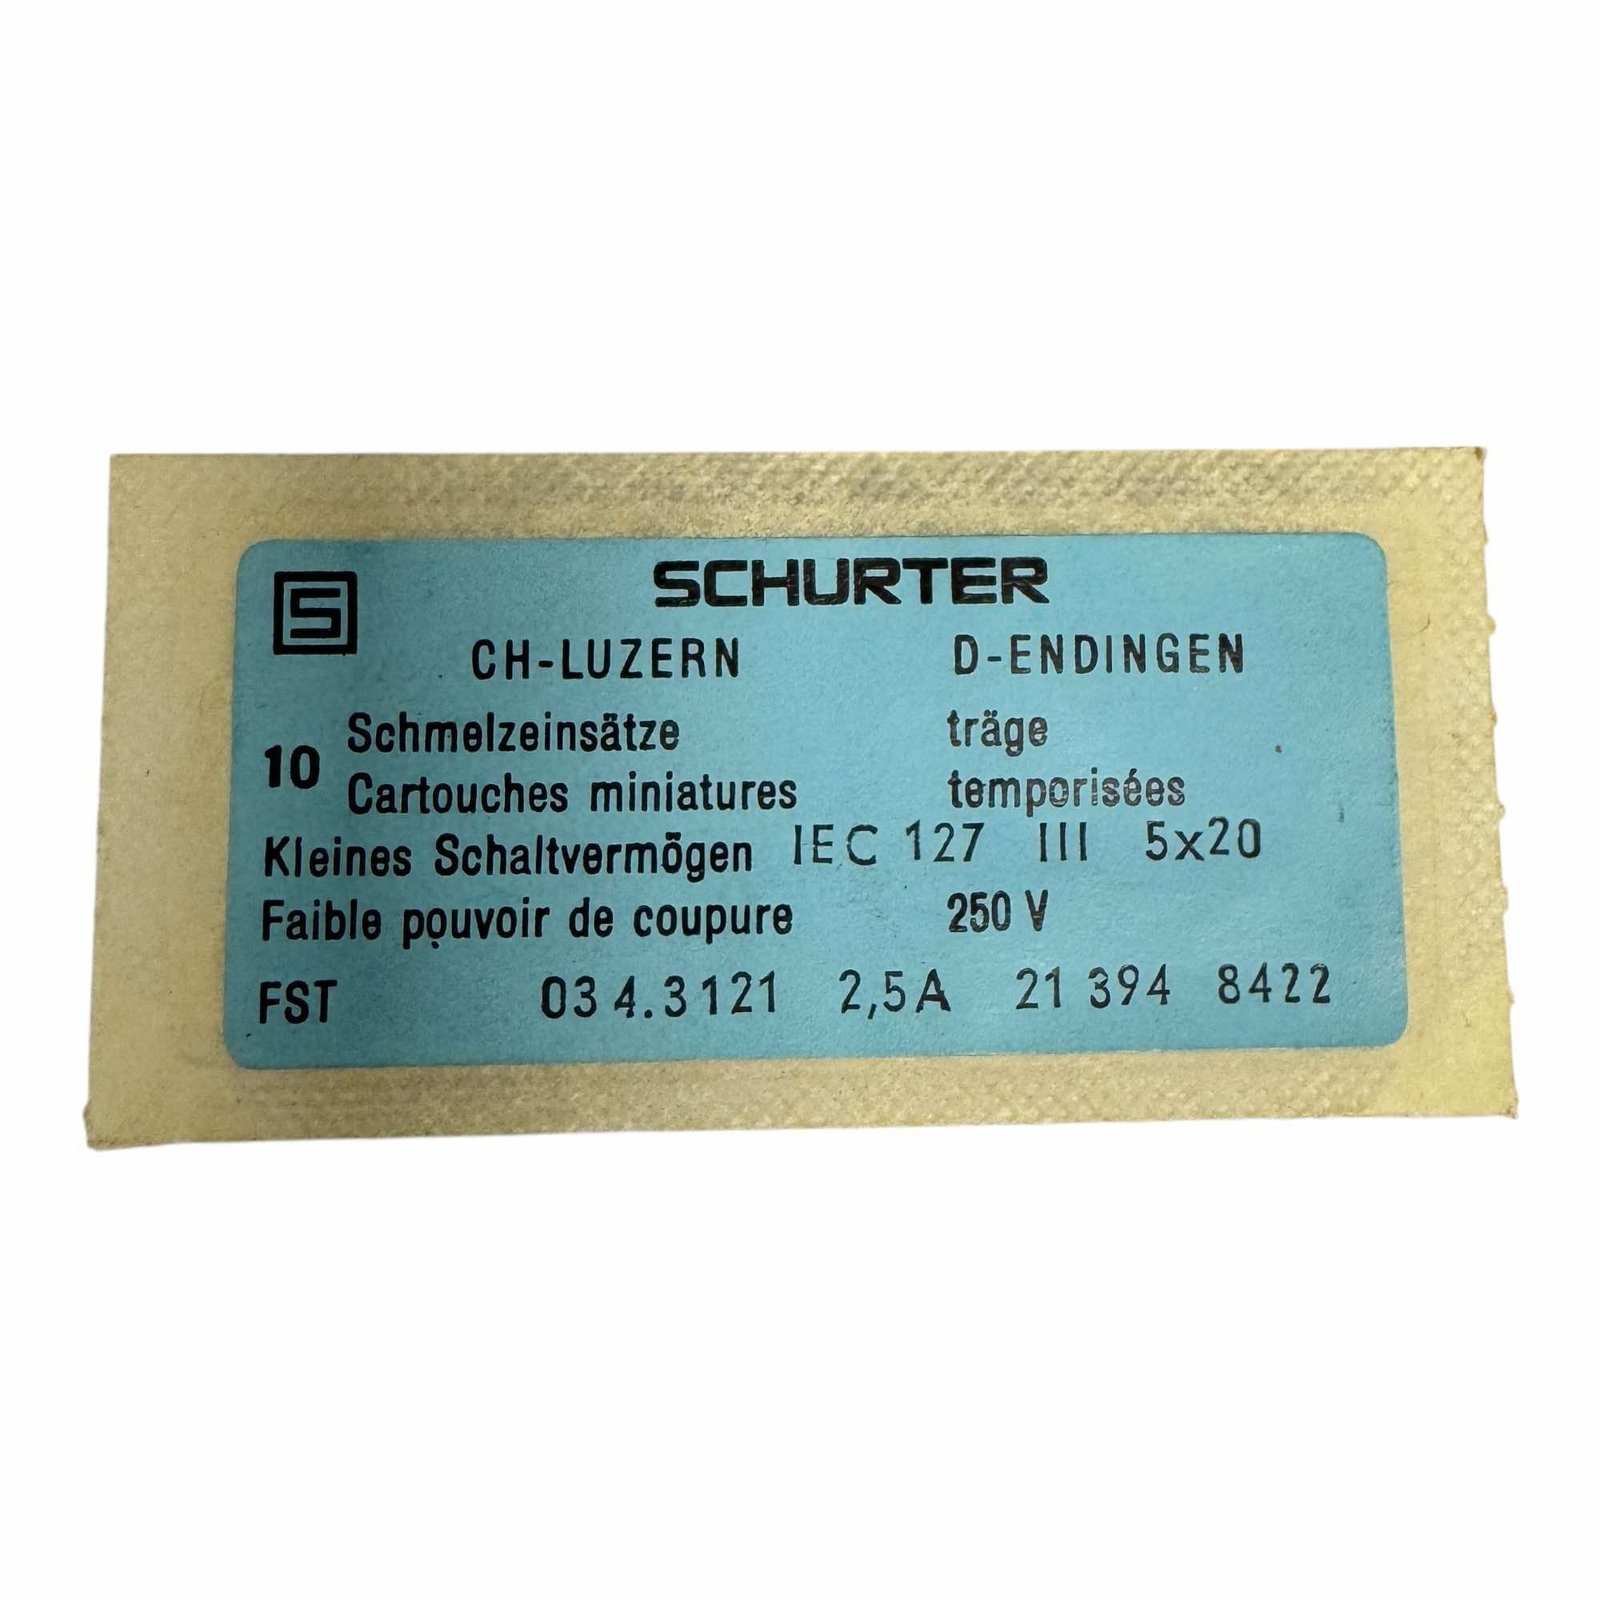 S
SCHURTER
CH-LUZERN D-ENDINGEN
10 Schmelzeinsätze träge
Cartouches miniatures temporisées
Kleines Schaltvermögen IEC 127 III 5x20
Faible pouvoir de coupure 250 V
FST 034.3121 2,5A 21 394 8422